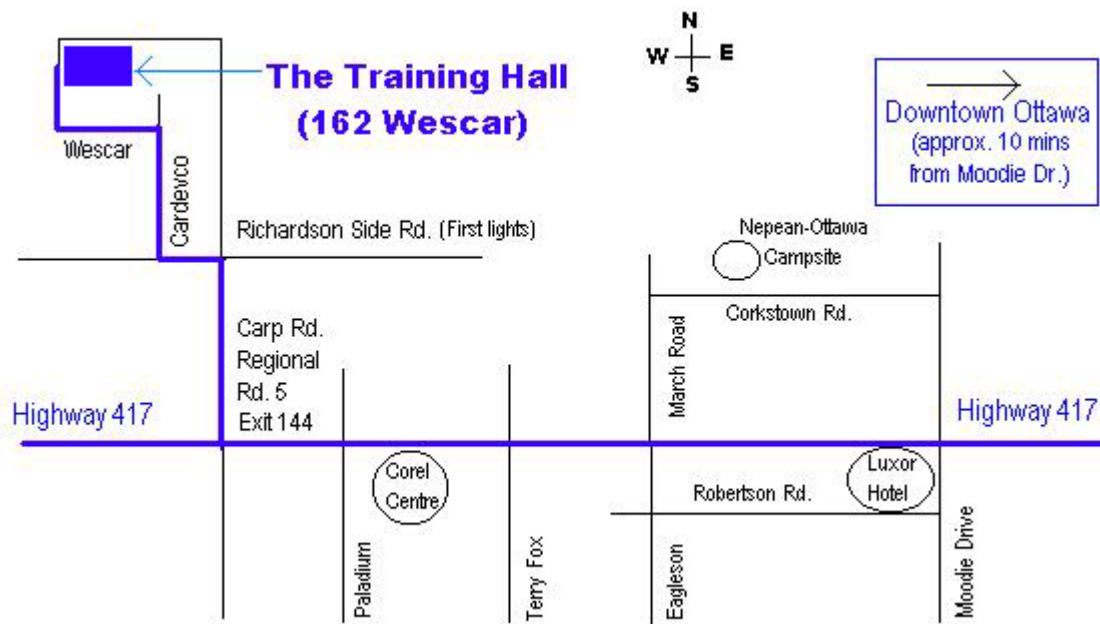 N
W E
S
The Training Hall
(162 Wescar)
Downtown Ottawa
(approx. 10 mins
from Moodie Dr.)
Wescar
Cardevco
Richardson Side Rd. (First lights)
Nepean-Ottawa
Campsite
Corkstown Rd.
March Road
Carp Rd.
Regional
Rd. 5
Exit 144
Highway 417
Highway 417
Corel
Centre
Luxor
Hotel
Robertson Rd.
Paladium
Terry Fox
Eagleson
Moodie Drive